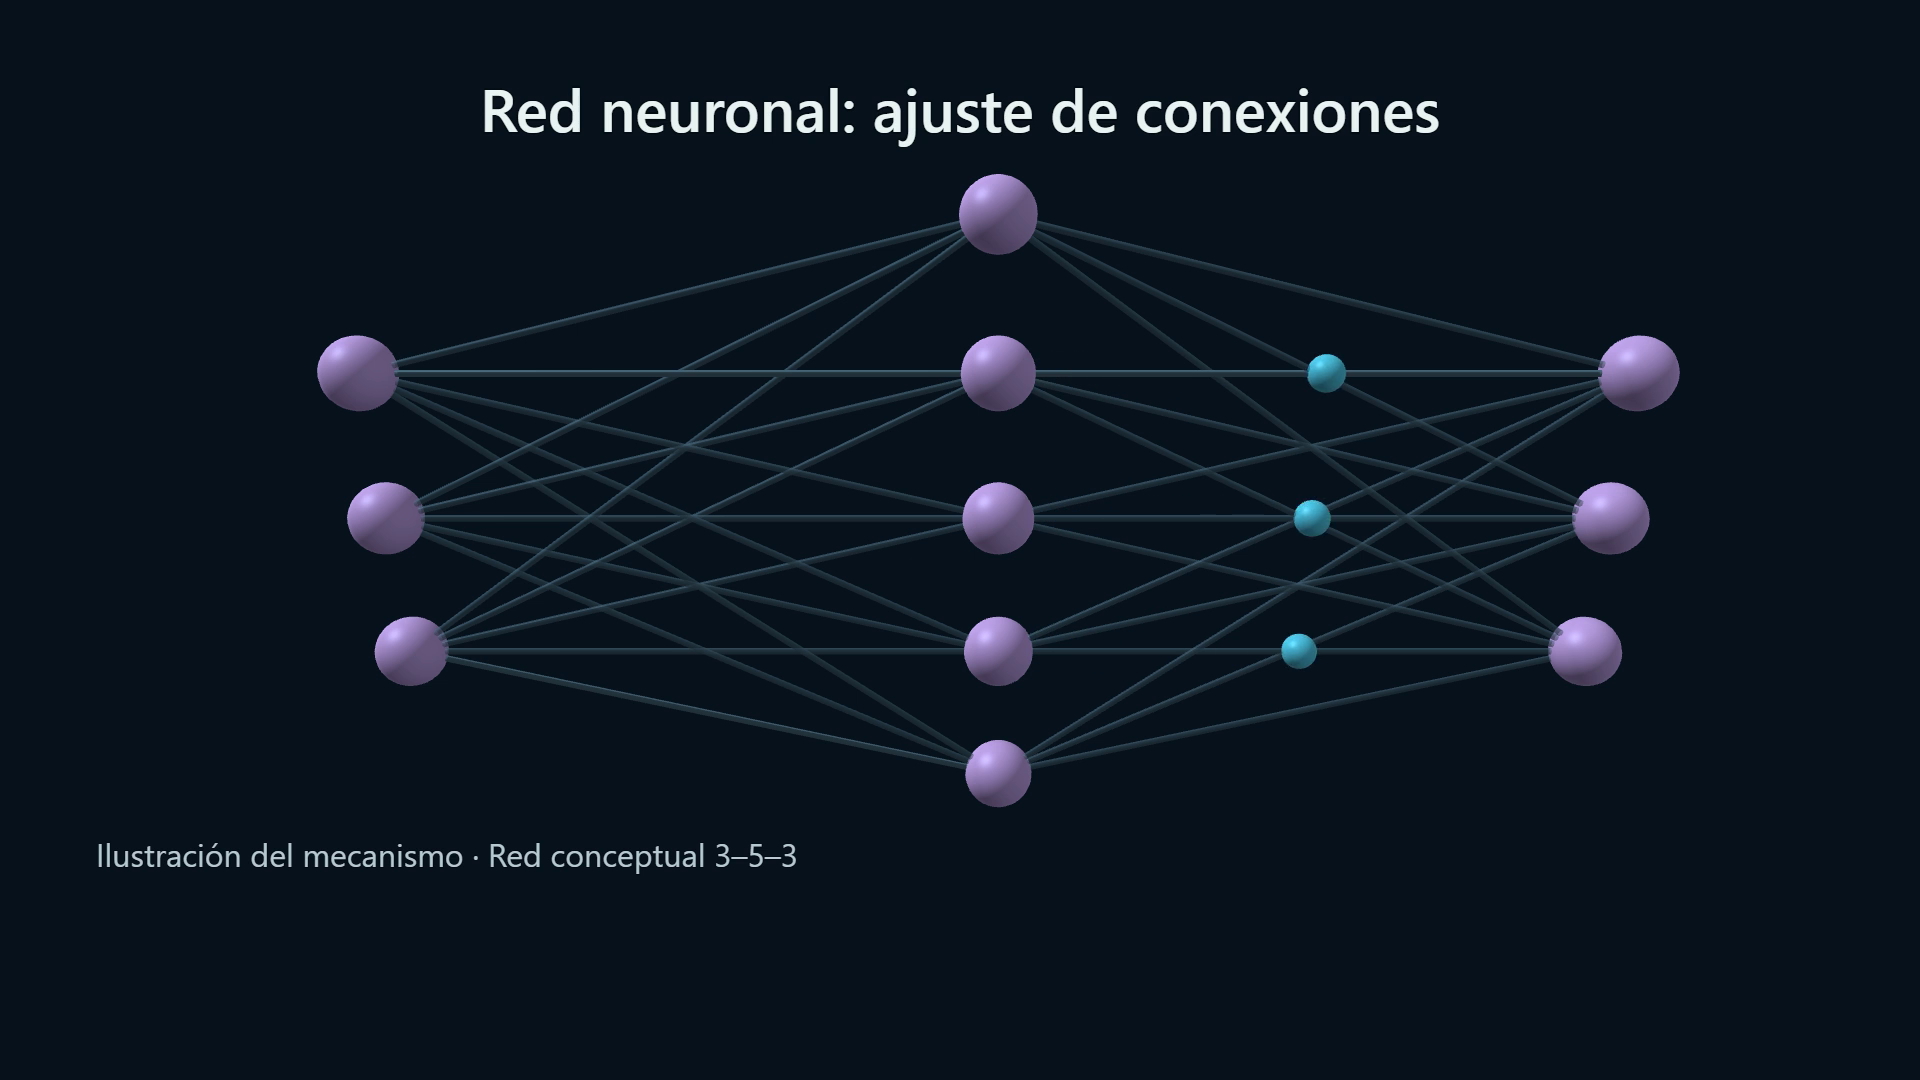 Red neuronal: ajuste de conexiones
Ilustración del mecanismo · Red conceptual 3–5–3